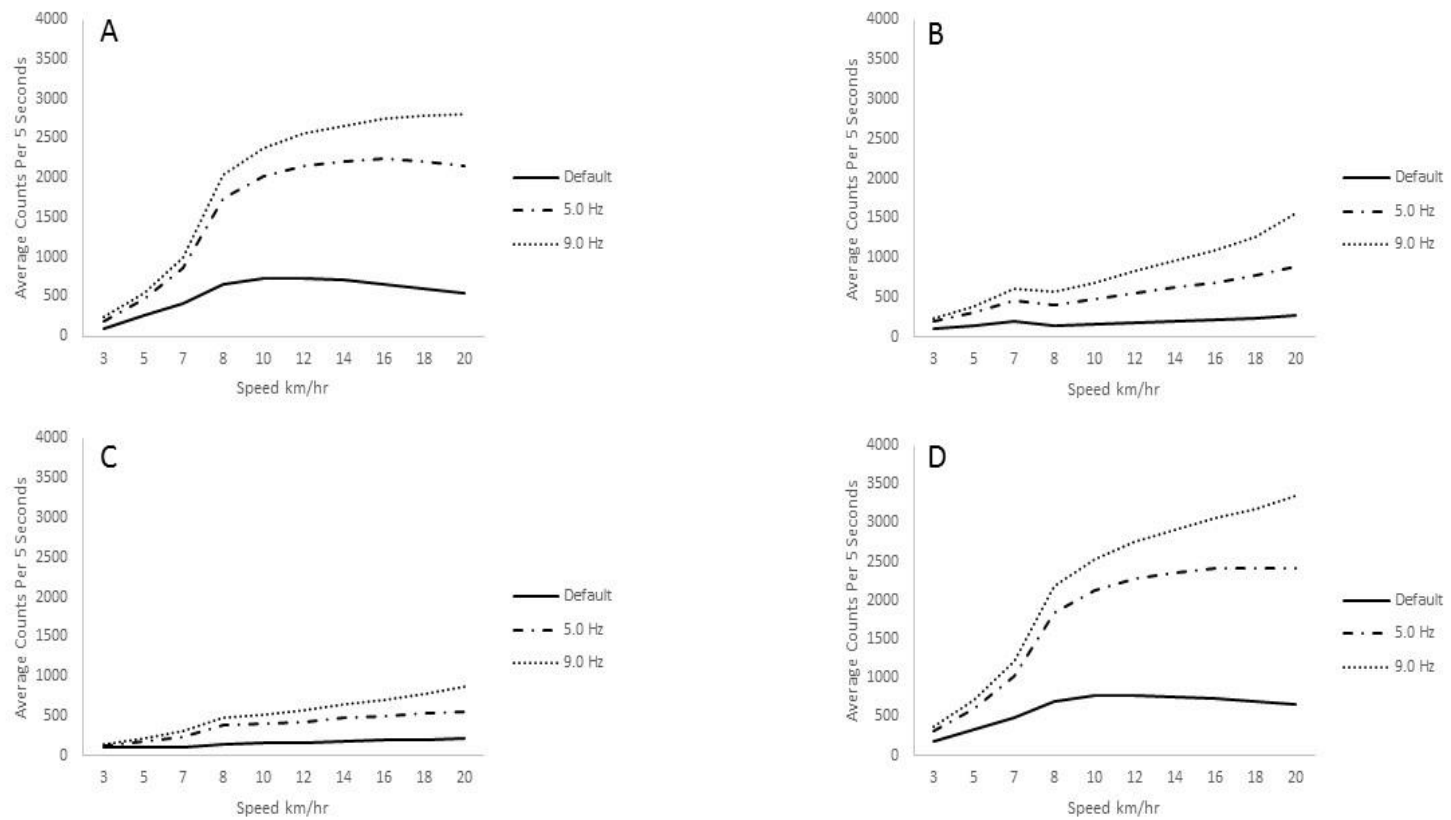 A
Average Counts Per 5 Seconds
4000
3500
3000
2500
2000
1500
1000
500
0
3 5 7 8 10 12 14 16 18 20
Speed km/hr
Default
5.0 Hz
9.0 Hz
B
Average Counts Per 5 Seconds
4000
3500
3000
2500
2000
1500
1000
500
0
3 5 7 8 10 12 14 16 18 20
Speed km/hr
Default
5.0 Hz
9.0 Hz
C
Average Counts Per 5 Seconds
4000
3500
3000
2500
2000
1500
1000
500
0
3 5 7 8 10 12 14 16 18 20
Speed km/hr
Default
5.0 Hz
9.0 Hz
D
Average Counts Per 5 Seconds
4000
3500
3000
2500
2000
1500
1000
500
0
3 5 7 8 10 12 14 16 18 20
Speed km/hr
Default
5.0 Hz
9.0 Hz